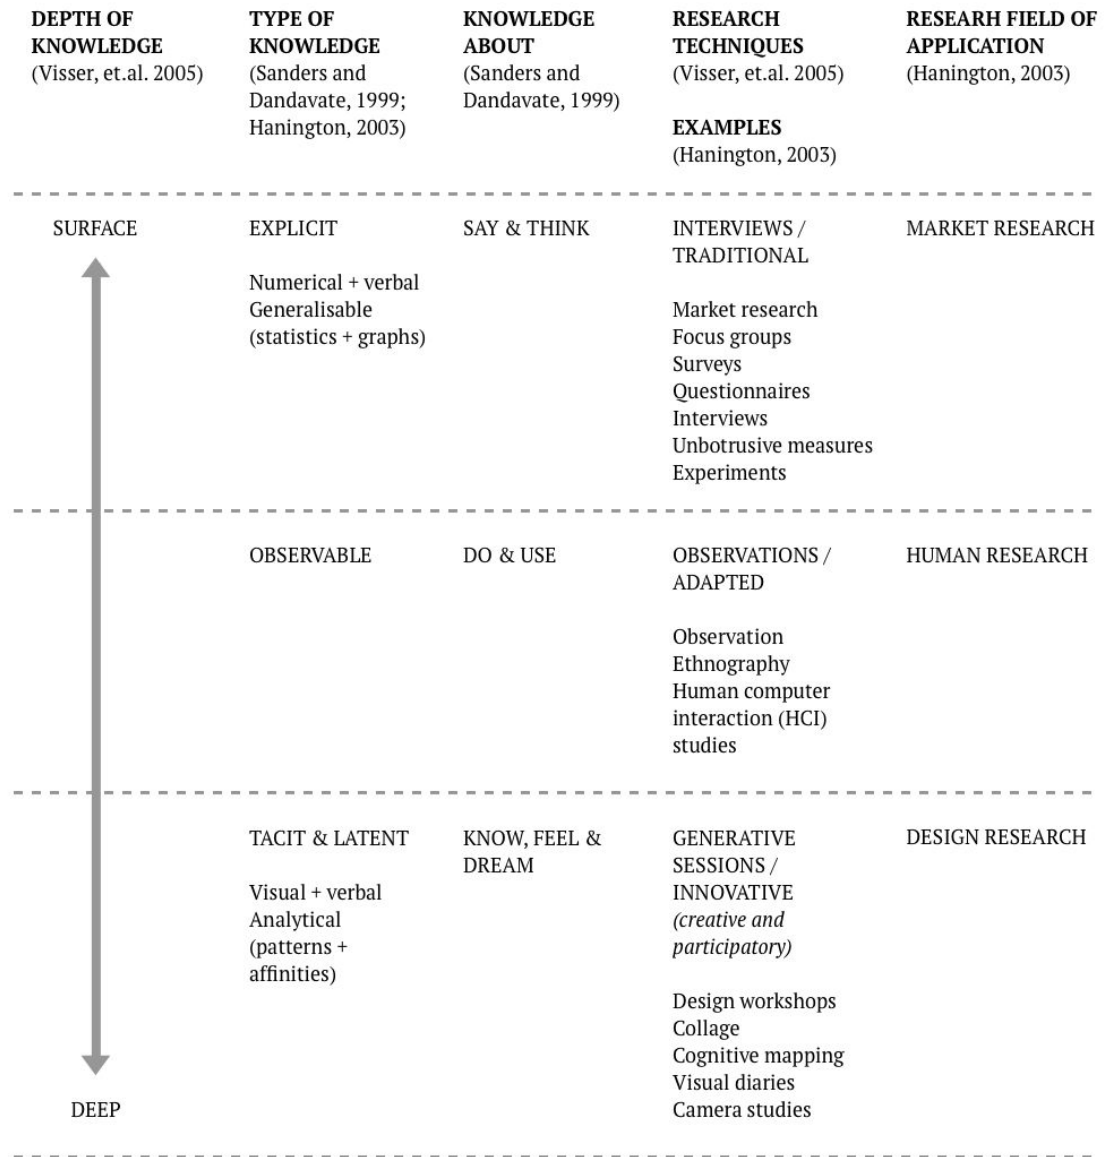 DEPTH OF
KNOWLEDGE
(Visser, et.al. 2005)
TYPE OF
KNOWLEDGE
(Sanders and
Dandavate, 1999;
Hanington, 2003)
KNOWLEDGE
ABOUT
(Sanders and
Dandavate, 1999)
RESEARCH
TECHNIQUES
(Visser, et.al. 2005)
EXAMPLES
(Hanington, 2003)
RESEARH FIELD OF
APPLICATION
(Hanington, 2003)
SURFACE
EXPLICIT
Numerical + verbal
Generalisable
(statistics + graphs)
SAY & THINK
INTERVIEWS /
TRADITIONAL
Market research
Focus groups
Surveys
Questionnaires
Interviews
Unbotrusive measures
Experiments
MARKET RESEARCH
OBSERVABLE
DO & USE
OBSERVATIONS /
ADAPTED
Observation
Ethnography
Human computer
interaction (HCI)
studies
HUMAN RESEARCH
TACIT & LATENT
Visual + verbal
Analytical
(patterns +
affinities)
KNOW, FEEL &
DREAM
GENERATIVE
SESSIONS /
INNOVATIVE
(creative and
participatory)
Design workshops
Collage
Cognitive mapping
Visual diaries
Camera studies
DESIGN RESEARCH
DEEP